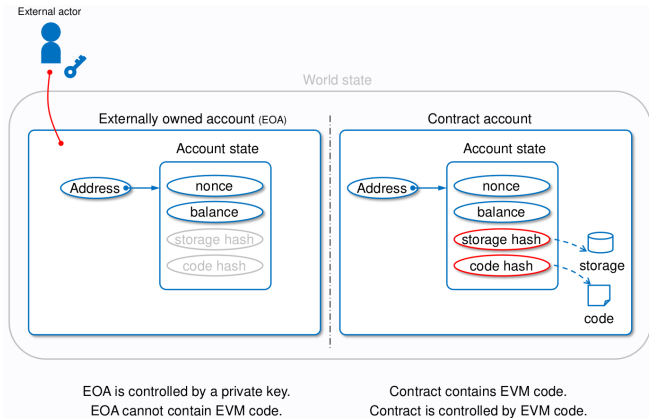 External actor
World state
Externally owned account (EOA)
Account state
Address
nonce
balance
storage hash
code hash
Contract account
Account state
Address
nonce
balance
storage hash
code hash
storage
code
EOA is controlled by a private key.
EOA cannot contain EVM code.
Contract contains EVM code.
Contract is controlled by EVM code.